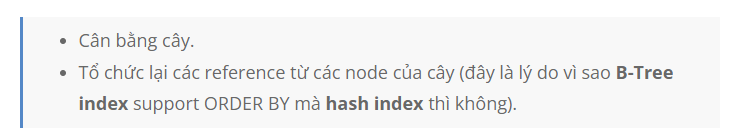 • Cân bằng cây.
• Tổ chức lại các reference từ các node của cây (đây là lý do vì sao B-Tree
index support ORDER BY mà hash index thì không).